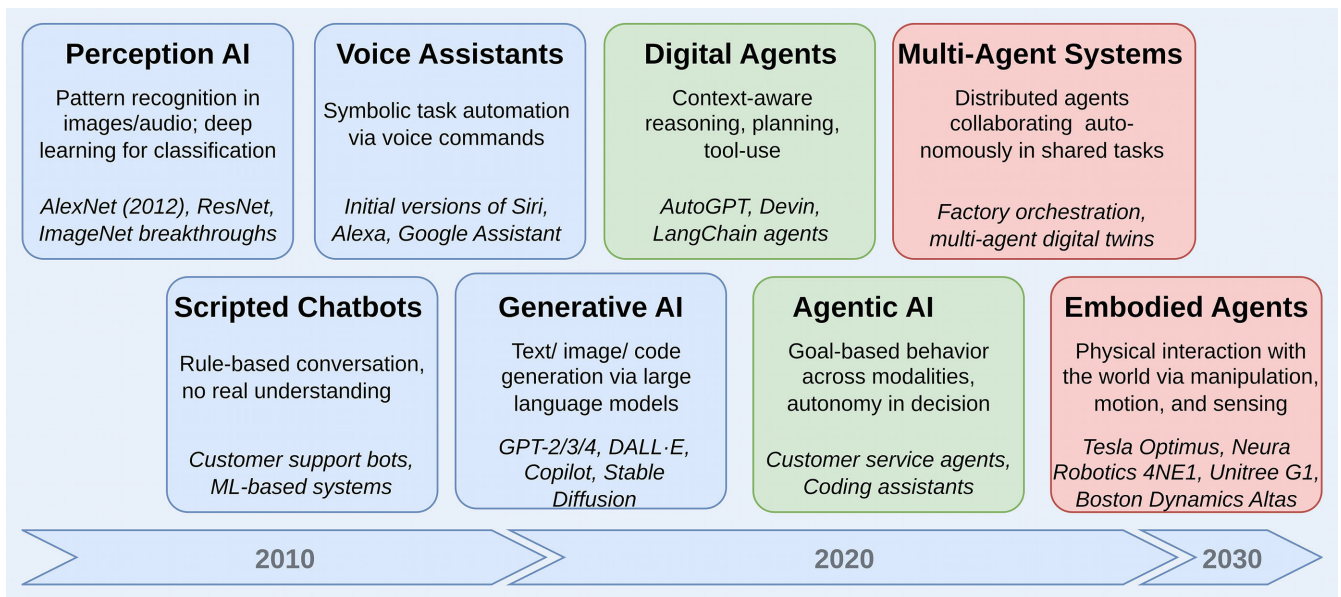 Perception AI
Pattern recognition in
images/audio; deep
learning for classification
AlexNet (2012), ResNet,
ImageNet breakthroughs
Voice Assistants
Symbolic task automation
via voice commands
Initial versions of Siri,
Alexa, Google Assistant
Digital Agents
Context-aware
reasoning, planning,
tool-use
AutoGPT, Devin,
LangChain agents
Multi-Agent Systems
Distributed agents
collaborating auto-
nomously in shared tasks
Factory orchestration,
multi-agent digital twins
Scripted Chatbots
Rule-based conversation,
no real understanding
Customer support bots,
ML-based systems
Generative AI
Text/ image/ code
generation via large
language models
GPT-2/3/4, DALL·E,
Copilot, Stable
Diffusion
Agentic AI
Goal-based behavior
across modalities,
autonomy in decision
Customer service agents,
Coding assistants
Embodied Agents
Physical interaction with
the world via manipulation,
motion, and sensing
Tesla Optimus, Neura
Robotics 4NE1, Unitree G1,
Boston Dynamics Altas
2010
2020
2030